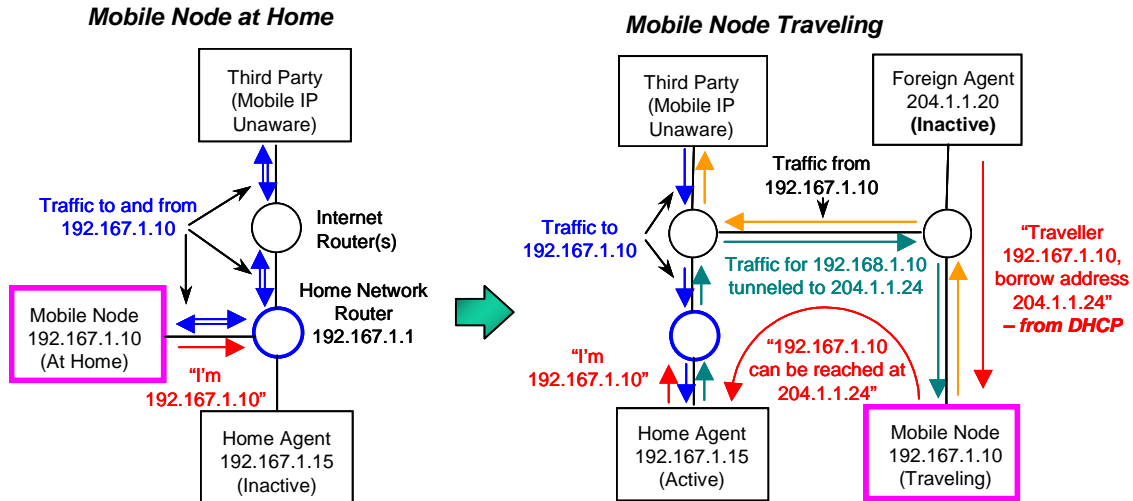 Mobile Node at Home
Third Party
(Mobile IP
Unaware)
Traffic to and from
192.167.1.10
Internet
Router(s)
Home Network
Router
192.167.1.1
Mobile Node
192.167.1.10
(At Home)
“I’m
192.167.1.10”
Home Agent
192.167.1.15
(Inactive)
Mobile Node Traveling
Third Party
(Mobile IP
Unaware)
Foreign Agent
204.1.1.20
(Inactive)
Traffic from
192.167.1.10
Traffic to
192.167.1.10
Traffic for 192.168.1.10
tunneled to 204.1.1.24
“Traveller
192.167.1.10,
borrow address
204.1.1.24”
– from DHCP
“I’m
192.167.1.10”
“192.167.1.10
can be reached at
204.1.1.24”
Home Agent
192.167.1.15
(Active)
Mobile Node
192.167.1.10
(Traveling)